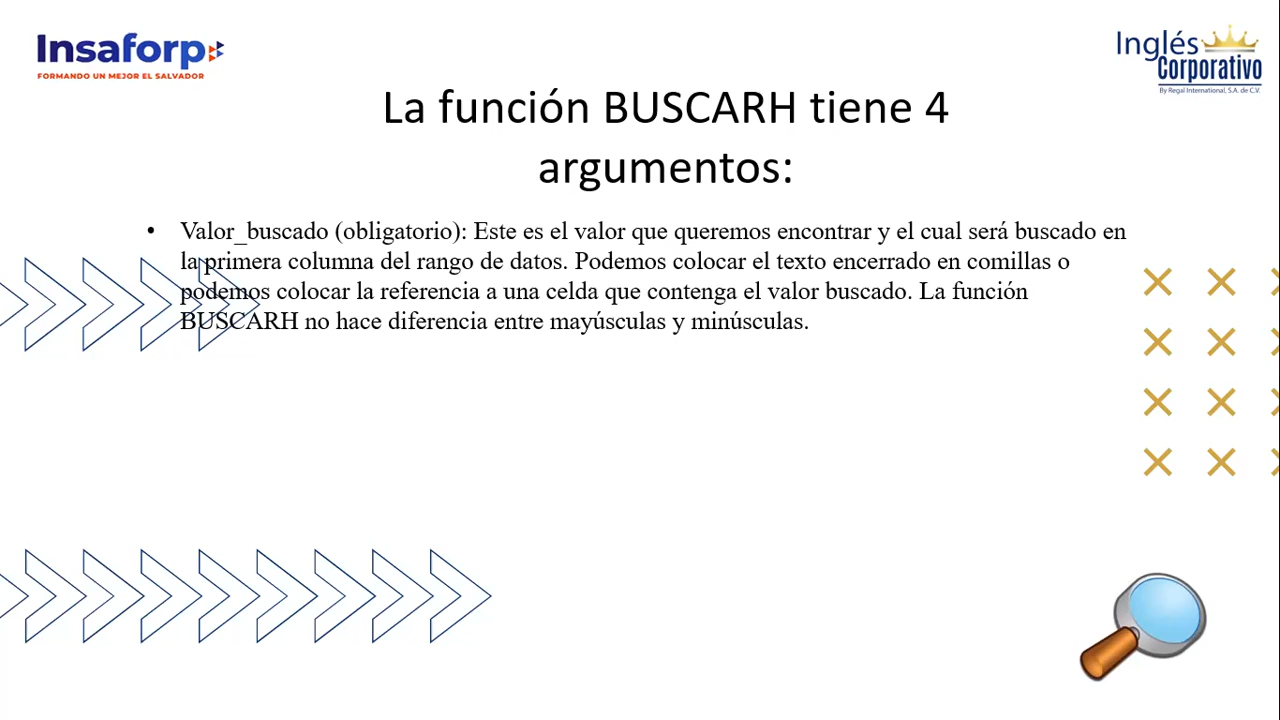 Insaforp
FORMANDO UN MEJOR EL SALVADOR
Inglés
Corporativo
By Regal International, S.A. de C.V.
La función BUSCARH tiene 4
argumentos:
• Valor_buscado (obligatorio): Este es el valor que queremos encontrar y el cual será buscado en
la primera columna del rango de datos. Podemos colocar el texto encerrado en comillas o
podemos colocar la referencia a una celda que contenga el valor buscado. La función
BUSCARH no hace diferencia entre mayúsculas y minúsculas.